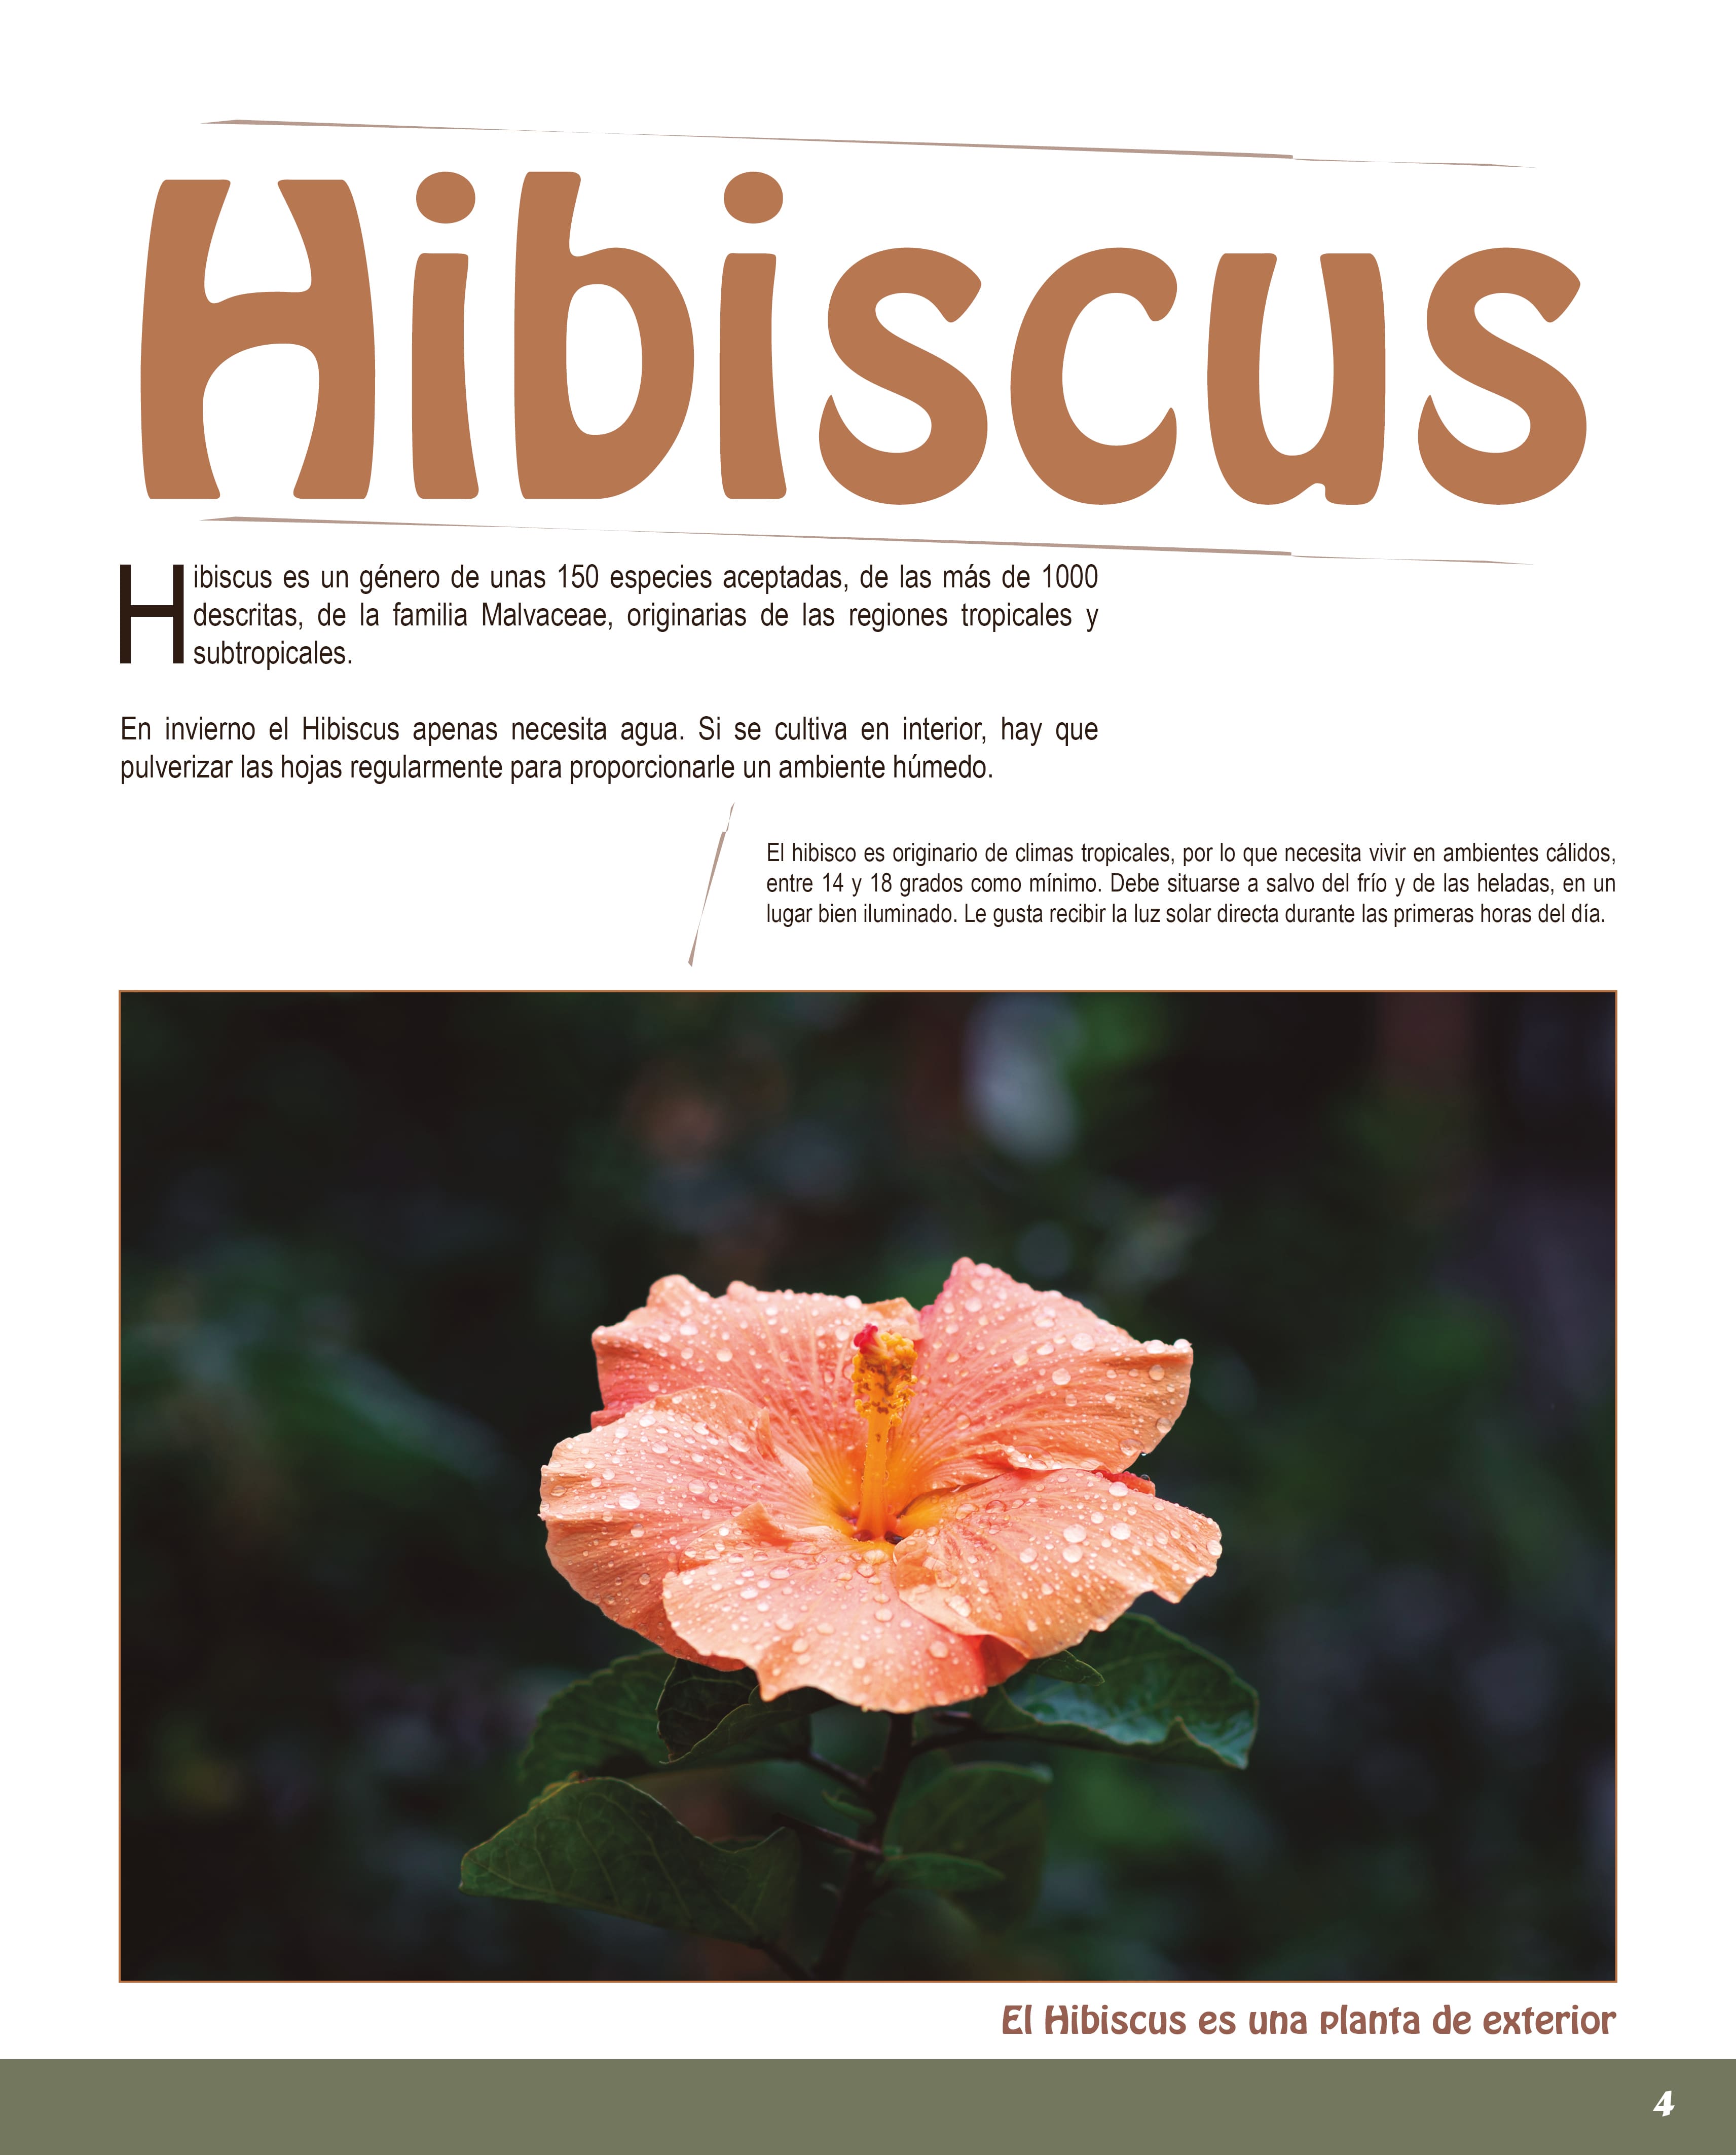 Hibiscus
Hibiscus es un género de unas 150 especies aceptadas, de las más de 1000
descritas, de la familia Malvaceae, originarias de las regiones tropicales y
subtropicales.
En invierno el Hibiscus apenas necesita agua. Si se cultiva en interior, hay que
pulverizar las hojas regularmente para proporcionarle un ambiente húmedo.
El hibisco es originario de climas tropicales, por lo que necesita vivir en ambientes cálidos,
entre 14 y 18 grados como mínimo. Debe situarse a salvo del frío y de las heladas, en un
lugar bien iluminado. Le gusta recibir la luz solar directa durante las primeras horas del día.
El Hibiscus es una planta de exterior
4